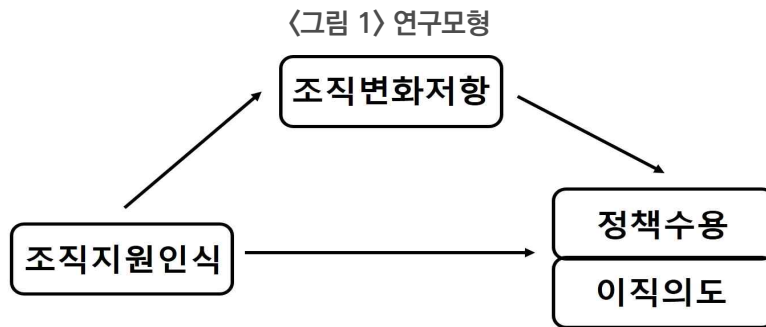 〈그림 1〉 연구모형
조직변화저항
정책수용
조직지원인식
이직의도